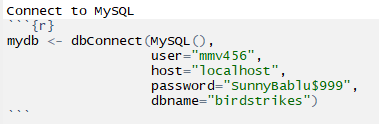 Connect to MySQL
```{r}
mydb <- dbConnect(MySQL(),
                  user="mmv456",
                  host="localhost",
                  password="SunnyBablu$999",
                  dbname="birdstrikes")
```